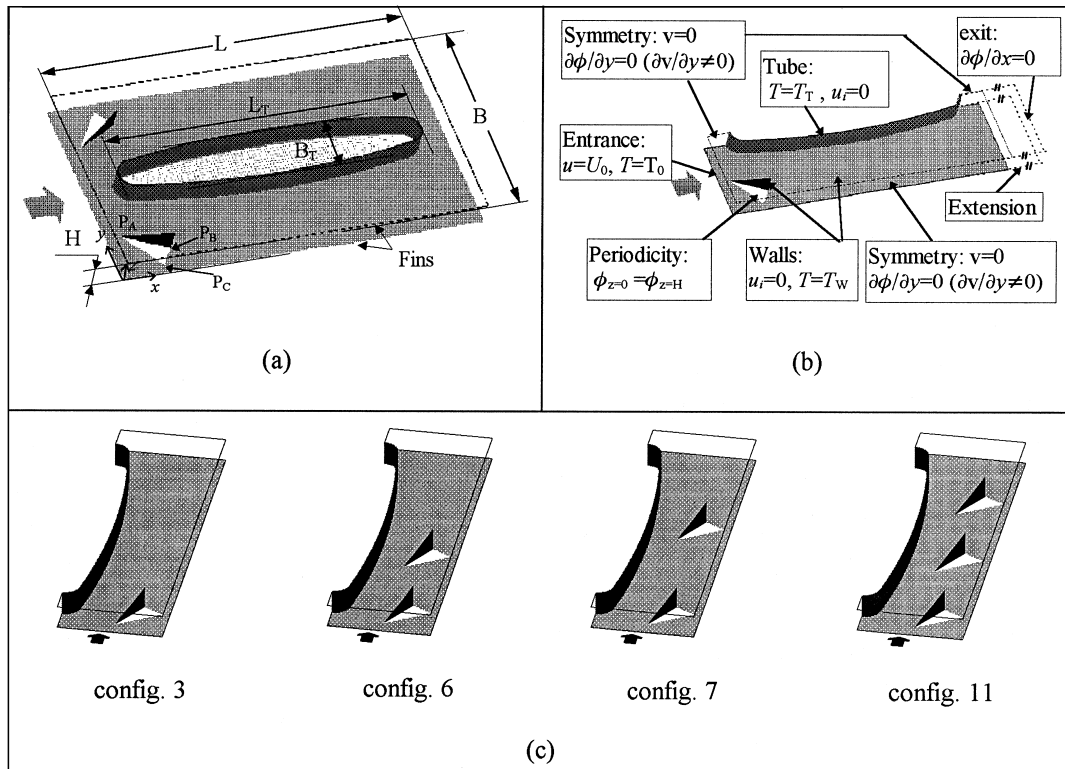 L
B
L_T
B_T
H
P_A
P_B
P_C
y
x
Fins
(a)
Symmetry: v=0
∂ϕ/∂y=0 (∂v/∂y≠0)
exit:
∂ϕ/∂x=0
Tube:
T=T_T , u_i=0
Entrance:
u=U_0, T=T_0
Extension
Periodicity:
ϕ_z=0 =ϕ_z=H
Walls:
u_i=0, T=T_W
Symmetry: v=0
∂ϕ/∂y=0 (∂v/∂y≠0)
(b)
config. 3
config. 6
config. 7
config. 11
(c)